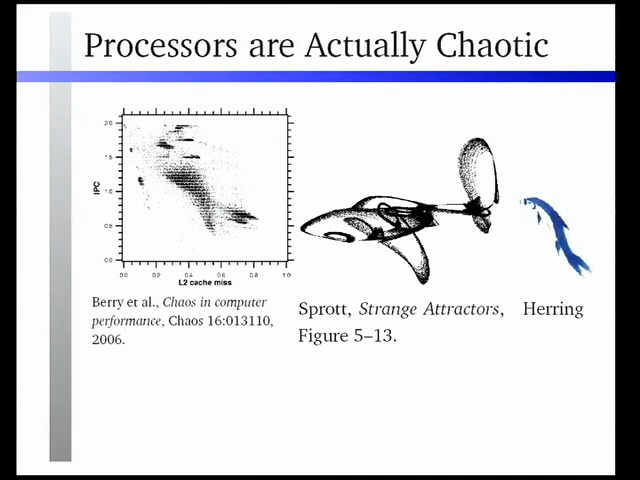 Processors are Actually Chaotic
2.0
1.5
1.0
0.5
0.0
IPC
0.0 0.2 0.4 0.6 0.8 1.0
L2 cache miss
Berry et al., Chaos in computer
performance, Chaos 16:013110,
2006.
Sprott, Strange Attractors,
Figure 5–13.
Herring